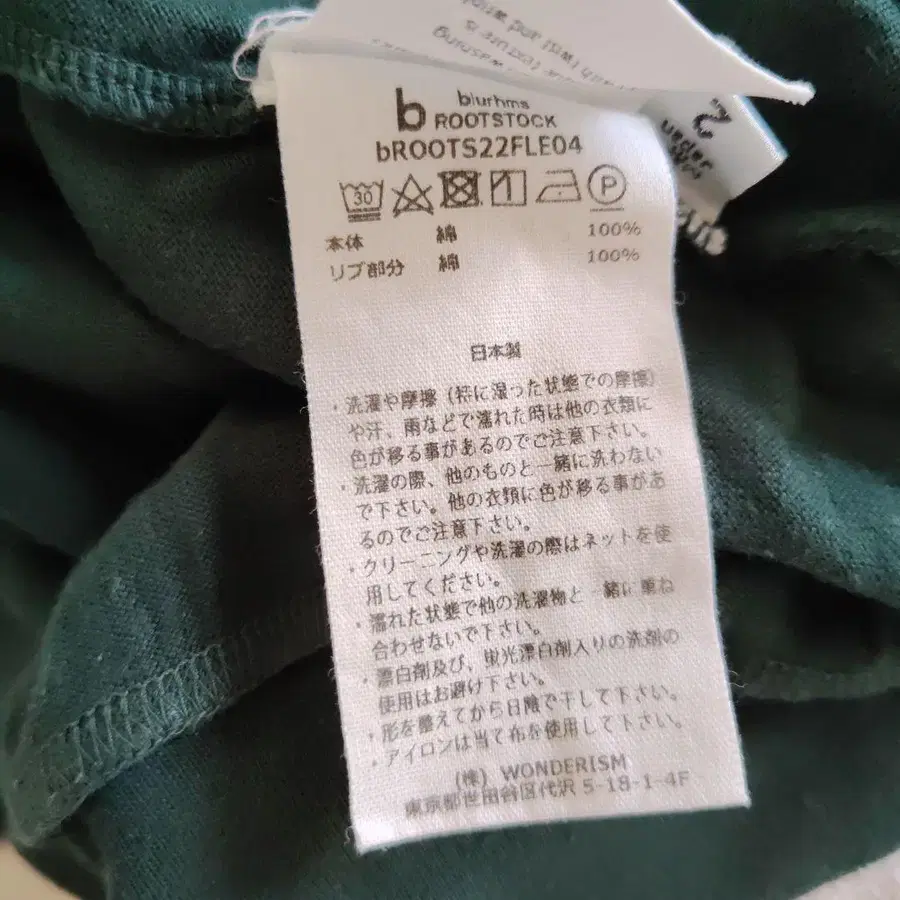 b blurhms
ROOTSTOCK
bROOTS22FLE04
30
P
本体 綿 100%
リブ部分 綿 100%
日本製
・洗濯や摩擦(特に湿った状態での摩擦)
や汗、雨などで濡れた時は他の衣類に
色が移る事があるのでご注意下さい。
・洗濯の際、他のものと一緒に洗わない
で下さい。他の衣類に色が移る事があ
るのでご注意下さい。
・クリーニングや洗濯の際はネットを使
用してください。
・濡れた状態で他の洗濯物と一緒に重ね
合わせないで下さい。
・漂白剤及び、蛍光漂白剤入りの洗剤の
使用はお避け下さい。
・形を整えてから日陰で干して下さい。
・アイロンは当て布を使用して下さい。
(株) WONDERISM
東京都世田谷区代沢 5-18-1-4F
2